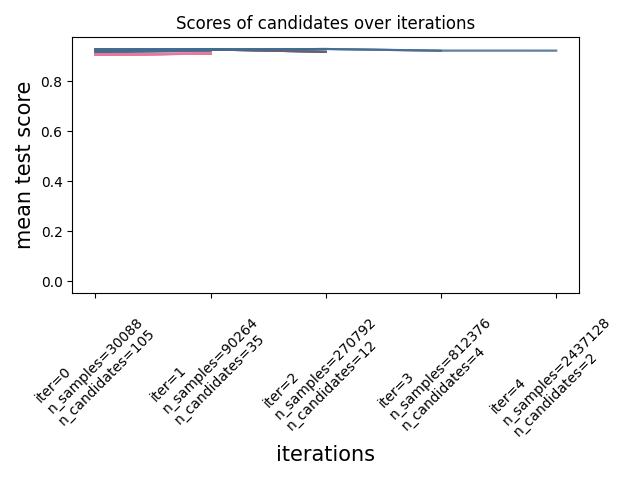 Scores of candidates over iterations
mean test score
0.8
0.6
0.4
0.2
0.0
iter=0
n_samples=30088
n_candidates=105
iter=1
n_samples=90264
n_candidates=35
iter=2
n_samples=270792
n_candidates=12
iter=3
n_samples=812376
n_candidates=4
iter=4
n_samples=2437128
n_candidates=2
iterations